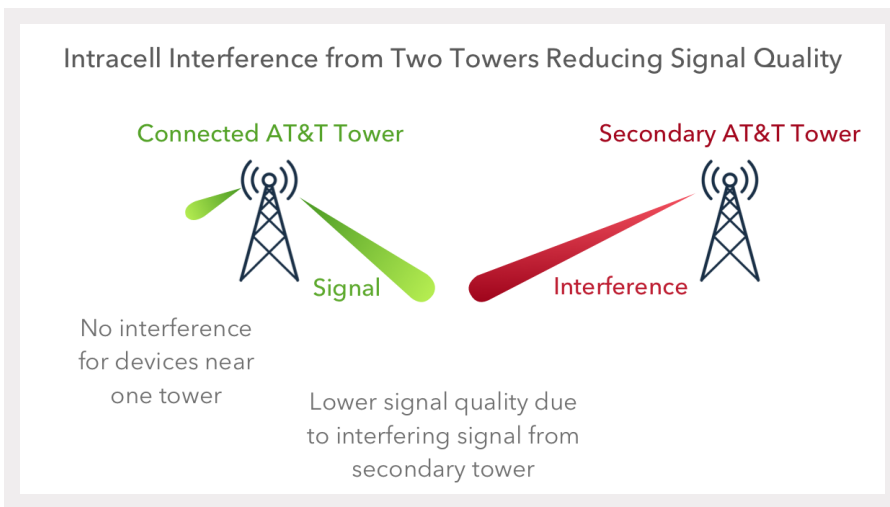 Intracell Interference from Two Towers Reducing Signal Quality
Connected AT&T Tower
Secondary AT&T Tower
Signal
Interference
No interference
for devices near
one tower
Lower signal quality due
to interfering signal from
secondary tower